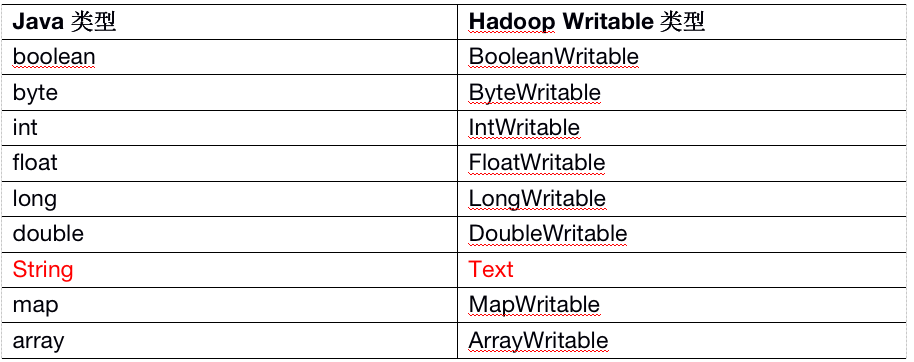 Java 类型 Hadoop Writable 类型
boolean BooleanWritable
byte ByteWritable
int IntWritable
float FloatWritable
long LongWritable
double DoubleWritable
String Text
map MapWritable
array ArrayWritable